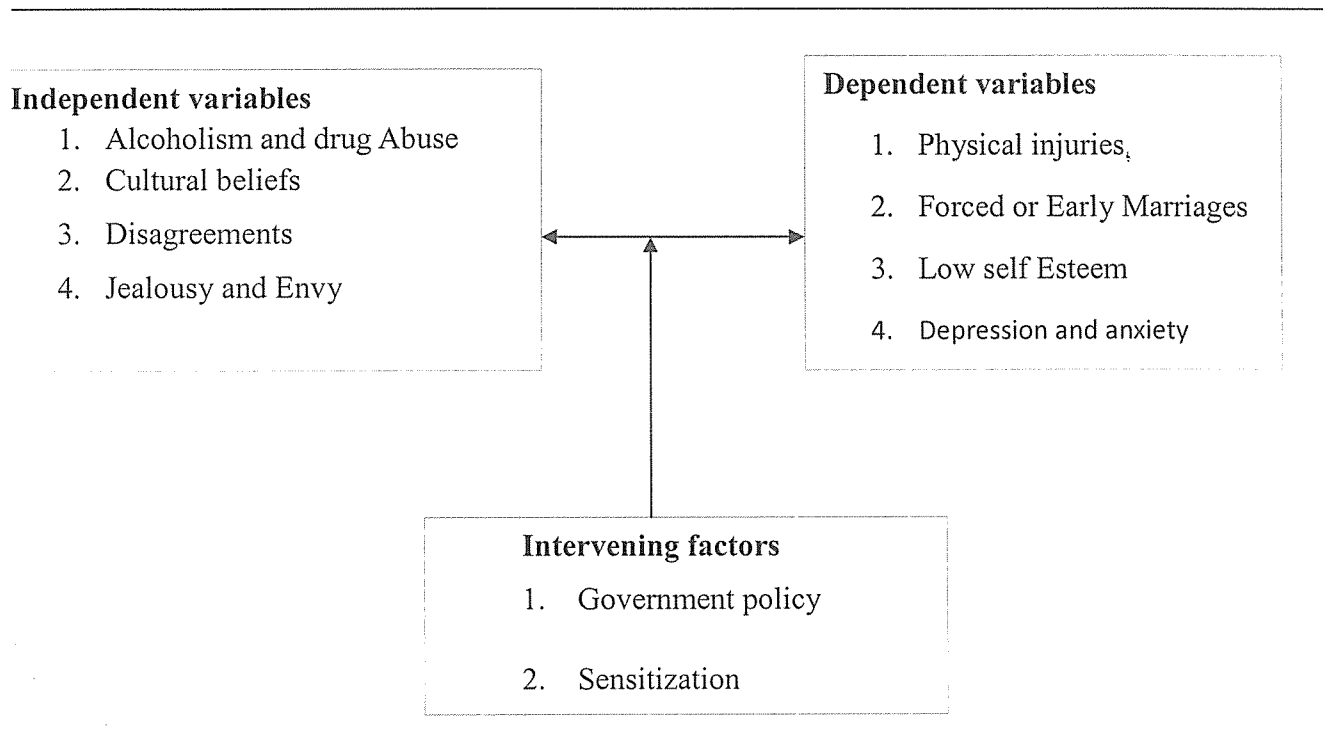 Independent variables
1. Alcoholism and drug Abuse
2. Cultural beliefs
3. Disagreements
4. Jealousy and Envy
Dependent variables
1. Physical injuries,
2. Forced or Early Marriages
3. Low self Esteem
4. Depression and anxiety
Intervening factors
1. Government policy
2. Sensitization